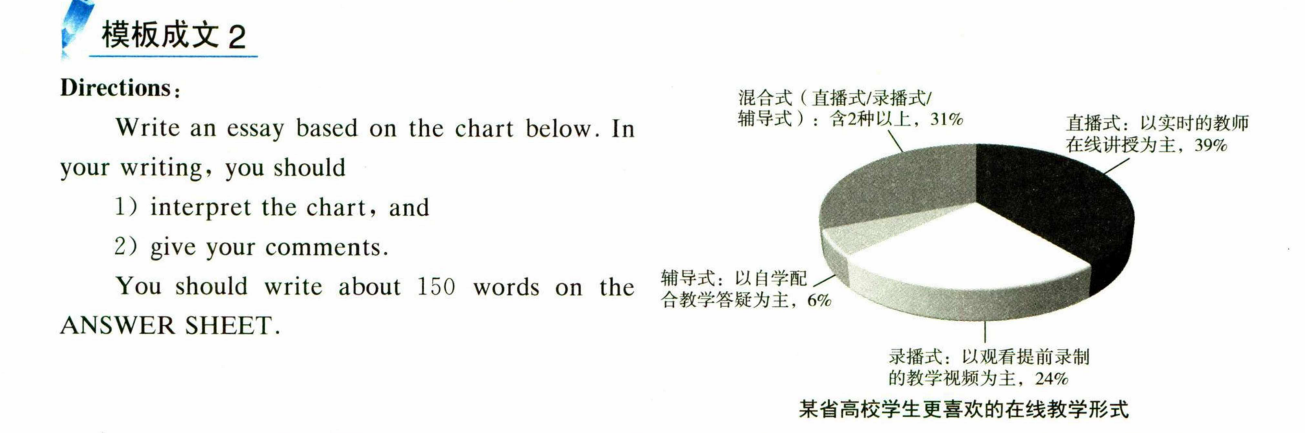 模板成文 2
Directions:
Write an essay based on the chart below. In
your writing, you should
1) interpret the chart, and
2) give your comments.
You should write about 150 words on the
ANSWER SHEET.
混合式（直播式/录播式/
辅导式）：含2种以上，31%
直播式：以实时的教师
在线讲授为主，39%
辅导式：以自学配
合教学答疑为主，6%
录播式：以观看提前录制
的教学视频为主，24%
某省高校学生更喜欢的在线教学形式